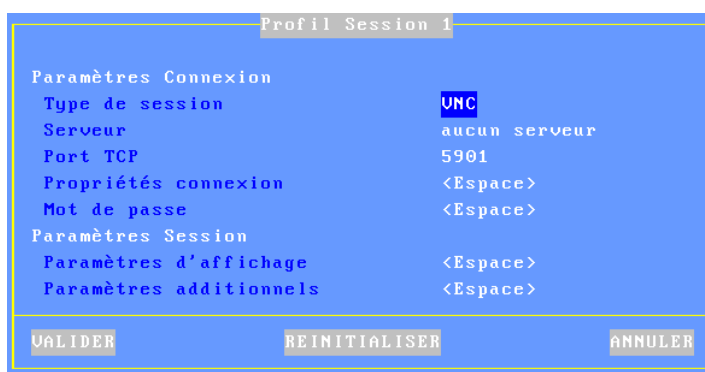 Profil Session 1
Paramètres Connexion
Type de session VNC
Serveur aucun serveur
Port TCP 5901
Propriétés connexion <Espace>
Mot de passe <Espace>
Paramètres Session
Paramètres d'affichage <Espace>
Paramètres additionnels <Espace>
VALIDER REINITIALISER ANNULER